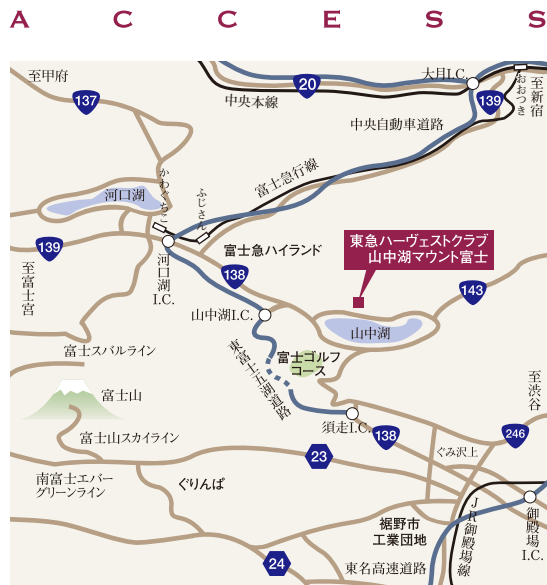 ACCESS
至甲府
137
20
中央本線
大月I.C.
139
至新宿
おおつき
中央自動車道路
富士急行線
河口湖
かわぐちこ
ふじさん
139
至富士宮
河口湖
I.C.
富士急ハイランド
138
東急ハーヴェストクラブ
山中湖マウント富士
143
山中湖I.C.
山中湖
富士スバルライン
東富士五湖道路
富士ゴルフ
コース
至渋谷
富士山
須走I.C.
138
246
富士山スカイライン
ぐみ沢上
23
南富士エバー
グリーンライン
ぐりんぱ
裾野市
工業団地
JR御殿場線
御殿場
I.C.
24
東名高速道路